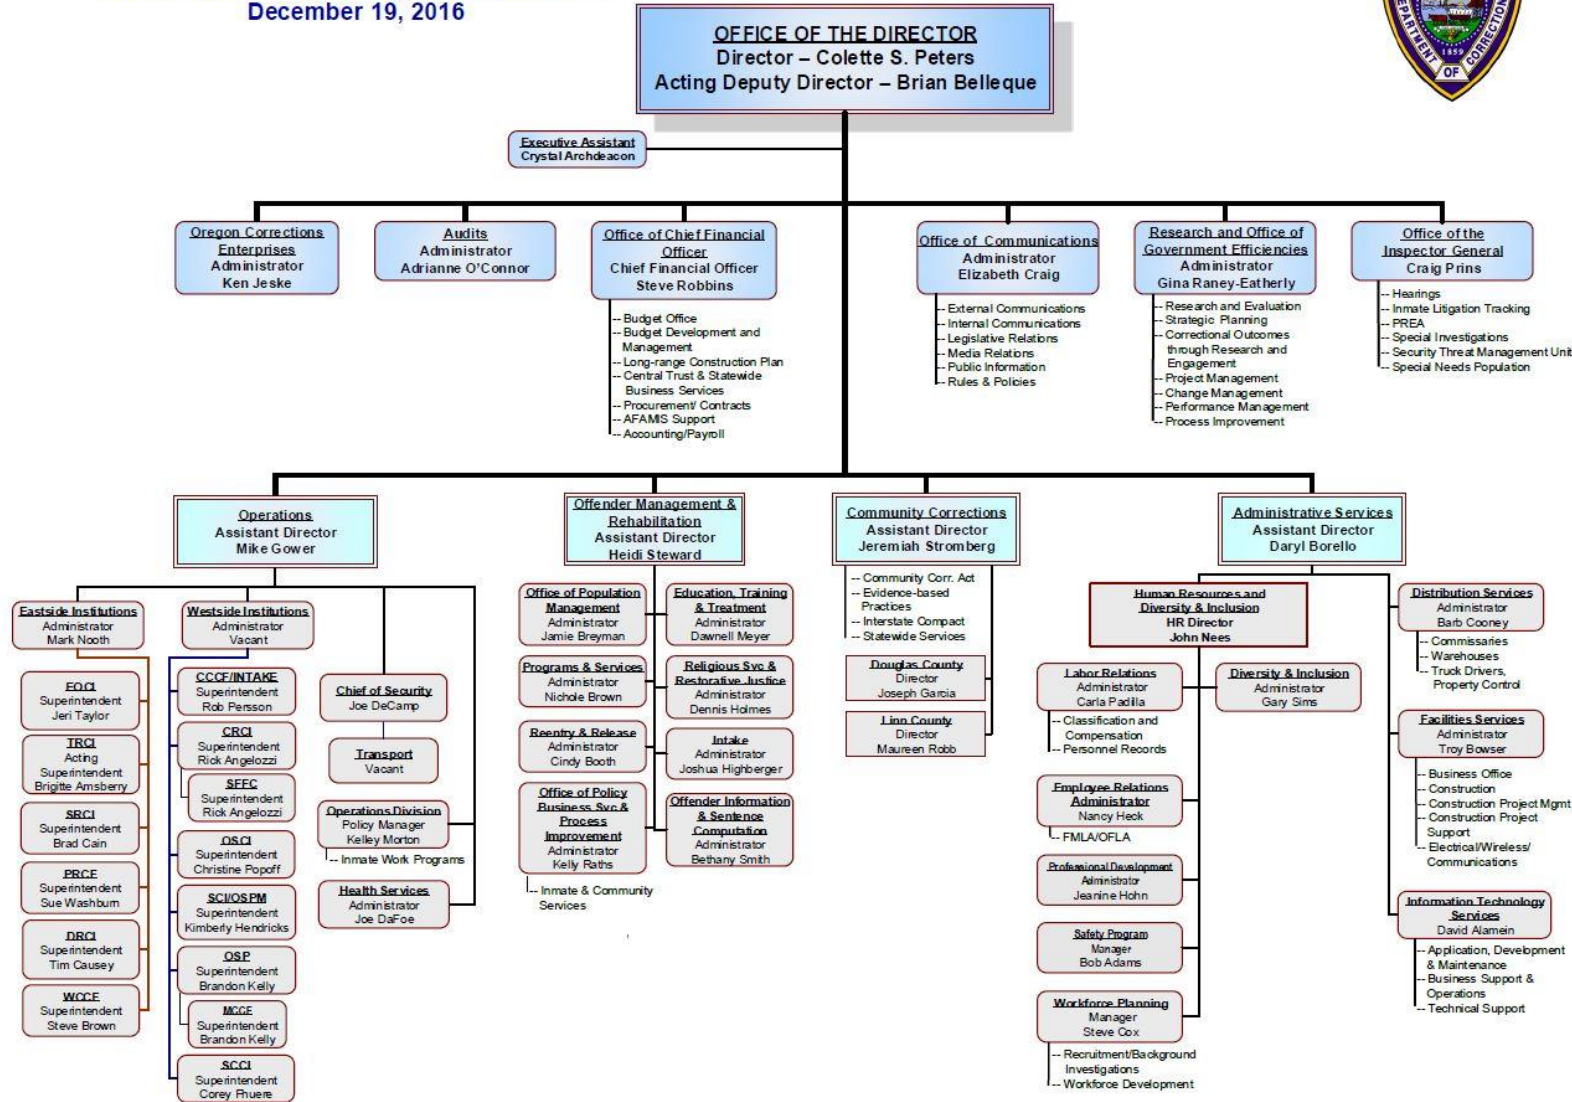 December 19, 2016
OFFICE OF THE DIRECTOR
Director – Colette S. Peters
Acting Deputy Director – Brian Belleque
DEPARTMENT OF CORRECTIONS
1859
Executive Assistant
Crystal Archdeacon
Oregon Corrections
Enterprises
Administrator
Ken Jeske
Audits
Administrator
Adrianne O'Connor
Office of Chief Financial
Officer
Chief Financial Officer
Steve Robbins
-- Budget Office
-- Budget Development and
Management
-- Long-range Construction Plan
-- Central Trust & Statewide
Business Services
-- Procurement/ Contracts
-- AFAMIS Support
-- Accounting/Payroll
Office of Communications
Administrator
Elizabeth Craig
-- External Communications
-- Internal Communications
-- Legislative Relations
-- Media Relations
-- Public Information
-- Rules & Policies
Research and Office of
Government Efficiencies
Administrator
Gina Raney-Eatherly
-- Research and Evaluation
-- Strategic Planning
-- Correctional Outcomes
through Research and
Engagement
-- Project Management
-- Change Management
-- Performance Management
-- Process Improvement
Office of the
Inspector General
Craig Prins
-- Hearings
-- Inmate Litigation Tracking
-- PREA
-- Special Investigations
-- Security Threat Management Unit
-- Special Needs Population
Operations
Assistant Director
Mike Gower
Eastside Institutions
Administrator
Mark Nooth
EOCI
Superintendent
Jeri Taylor
TRCI
Acting
Superintendent
Brigitte Amsberry
SRCI
Superintendent
Brad Cain
PRCF
Superintendent
Sue Washburn
DRCI
Superintendent
Tim Causey
WCCF
Superintendent
Steve Brown
Westside Institutions
Administrator
Vacant
CCCF/INTAKE
Superintendent
Rob Persson
CRCI
Superintendent
Rick Angelozzi
SFFC
Superintendent
Rick Angelozzi
OSCI
Superintendent
Christine Popoff
SCI/OSPM
Superintendent
Kimberly Hendricks
OSP
Superintendent
Brandon Kelly
MCCF
Superintendent
Brandon Kelly
SCCI
Superintendent
Corey Fhuere
Chief of Security
Joe DeCamp
Transport
Vacant
Operations Division
Policy Manager
Kelley Morton
-- Inmate Work Programs
Health Services
Administrator
Joe DaFoe
Offender Management &
Rehabilitation
Assistant Director
Heidi Steward
Office of Population
Management
Administrator
Jamie Breyman
Programs & Services
Administrator
Nichole Brown
Reentry & Release
Administrator
Cindy Booth
Office of Policy
Business Svc &
Process
Improvement
Administrator
Kelly Raths
-- Inmate & Community
Services
Education, Training
& Treatment
Administrator
Dawnell Meyer
Religious Svc &
Restorative Justice
Administrator
Dennis Holmes
Intake
Administrator
Joshua Highberger
Offender Information
& Sentence
Computation
Administrator
Bethany Smith
Community Corrections
Assistant Director
Jeremiah Stromberg
-- Community Corr. Act
-- Evidence-based
Practices
-- Interstate Compact
-- Statewide Services
Douglas County
Director
Joseph Garcia
Linn County
Director
Maureen Robb
Administrative Services
Assistant Director
Daryl Borello
Human Resources and
Diversity & Inclusion
HR Director
John Nees
Labor Relations
Administrator
Carla Padilla
-- Classification and
Compensation
-- Personnel Records
Diversity & Inclusion
Administrator
Gary Sims
Employee Relations
Administrator
Nancy Heck
-- FMLA/OFLA
Professional Development
Administrator
Jeanine Hohn
Safety Program
Manager
Bob Adams
Workforce Planning
Manager
Steve Cox
-- Recruitment/Background
Investigations
-- Workforce Development
Distribution Services
Administrator
Barb Cooney
-- Commissaries
-- Warehouses
-- Truck Drivers,
Property Control
Facilities Services
Administrator
Troy Bowser
-- Business Office
-- Construction
-- Construction Project Mgmt
-- Construction Project
Support
-- Electrical/Wireless/
Communications
Information Technology
Services
David Alamein
-- Application, Development
& Maintenance
-- Business Support &
Operations
-- Technical Support